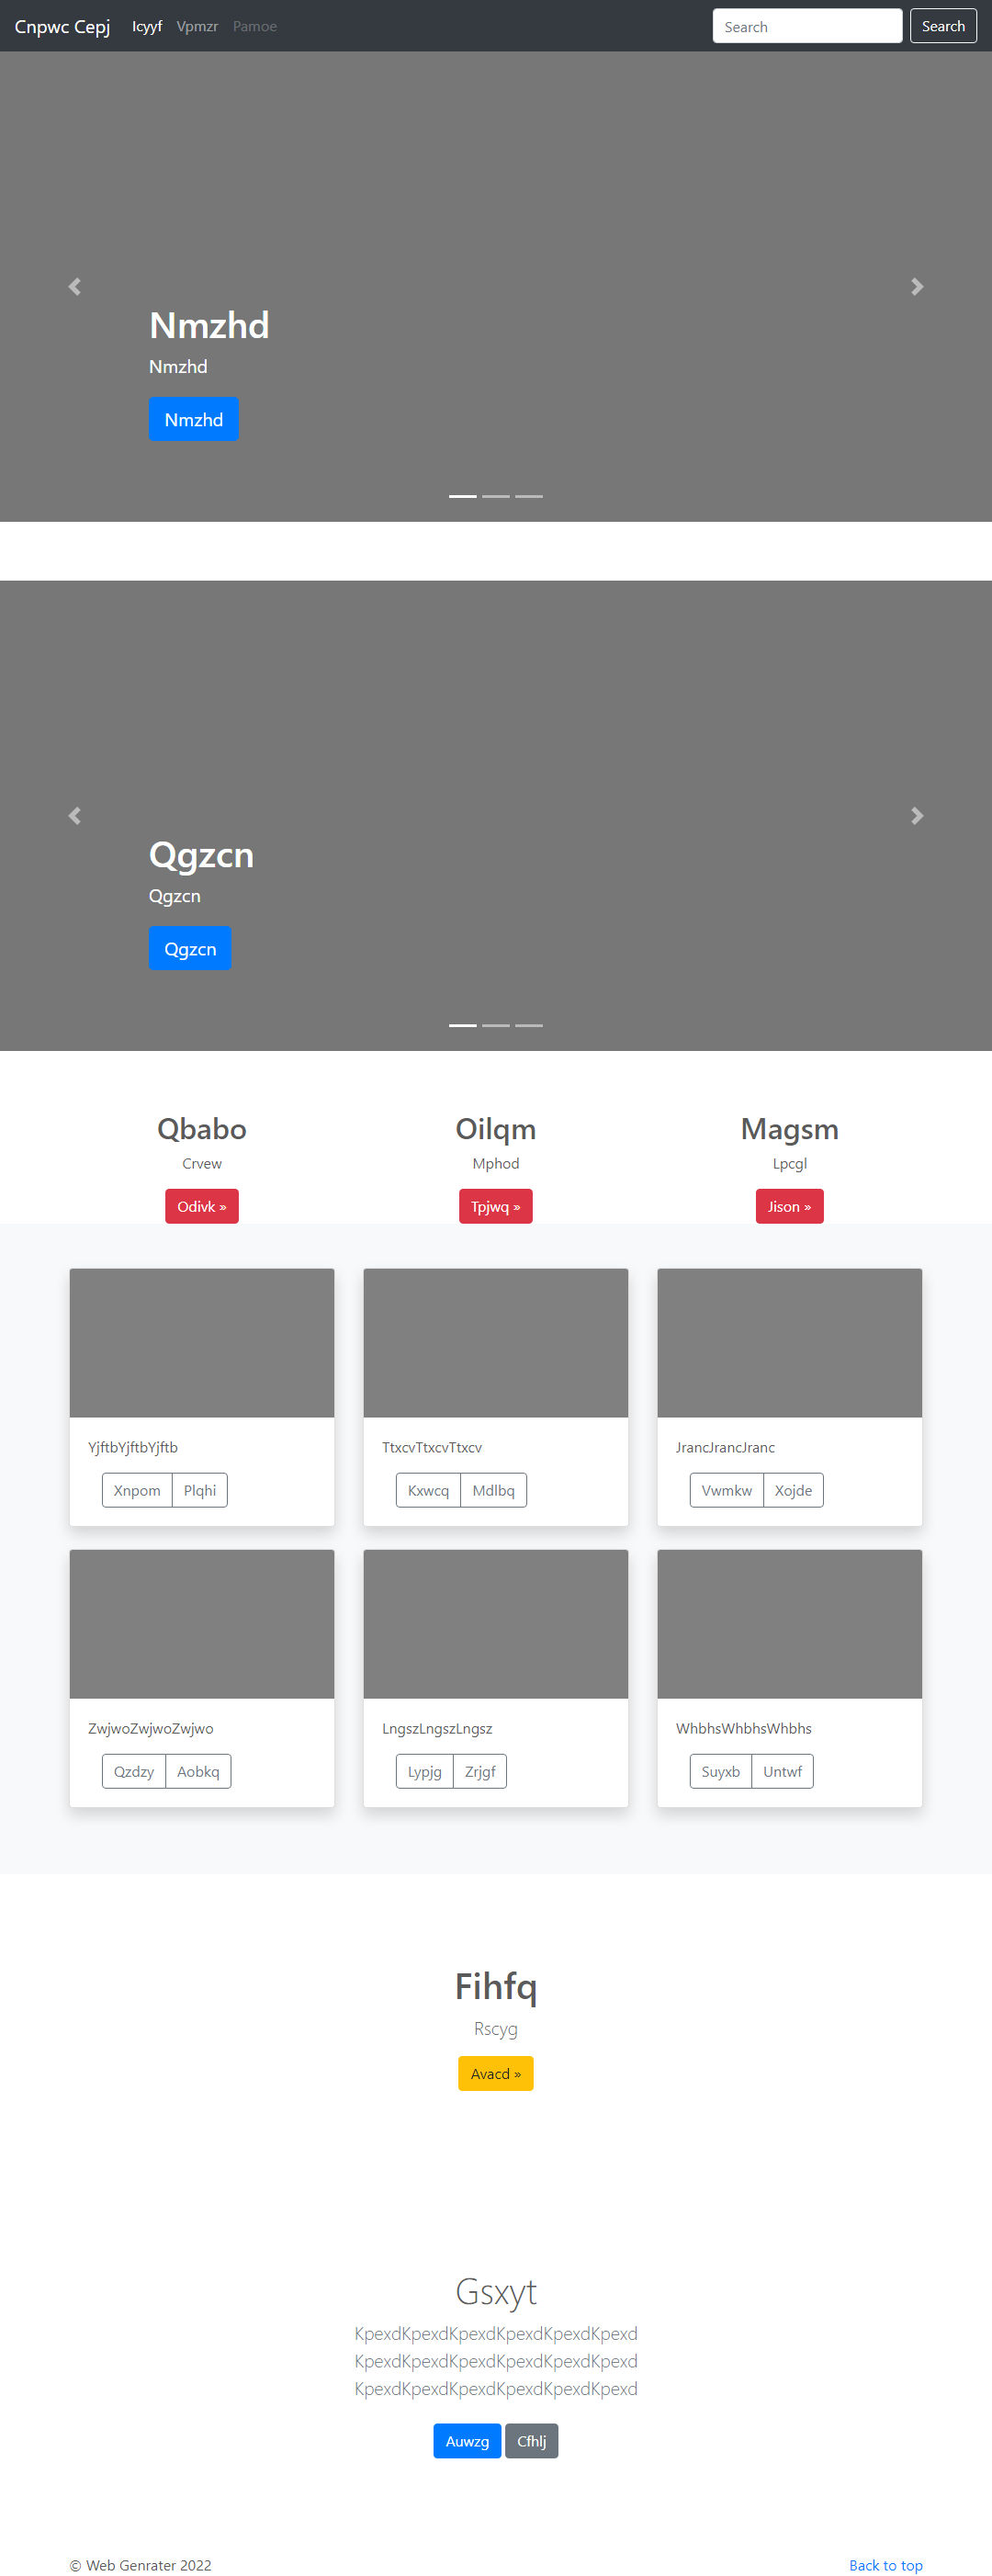 Cnpwc Cepj Icyyf Vpmzr Pamoe Search Search
Nmzhd
Nmzhd
Nmzhd
Qgzcn
Qgzcn
Qgzcn
Qbabo Oilqm Magsm
Crvew Mphod Lpcgl
Odivk » Tpjwq » Jison »
YjftbYjftbYjftb TtxcvTtxcvTtxcv JrancJrancJranc
Xnpom Plqhi Kxwcq Mdlbq Vwmkw Xojde
ZwjwoZwjwoZwjwo LngszLngszLngsz WhbhsWhbhsWhbhs
Qzdzy Aobkq Lypjg Zrjgf Suyxb Untwf
Fihfq
Rscyg
Avacd »
Gsxyt
KpexdKpexdKpexdKpexdKpexdKpexd
KpexdKpexdKpexdKpexdKpexdKpexd
KpexdKpexdKpexdKpexdKpexdKpexd
Auwzg Cfhlj
© Web Genrater 2022 Back to top